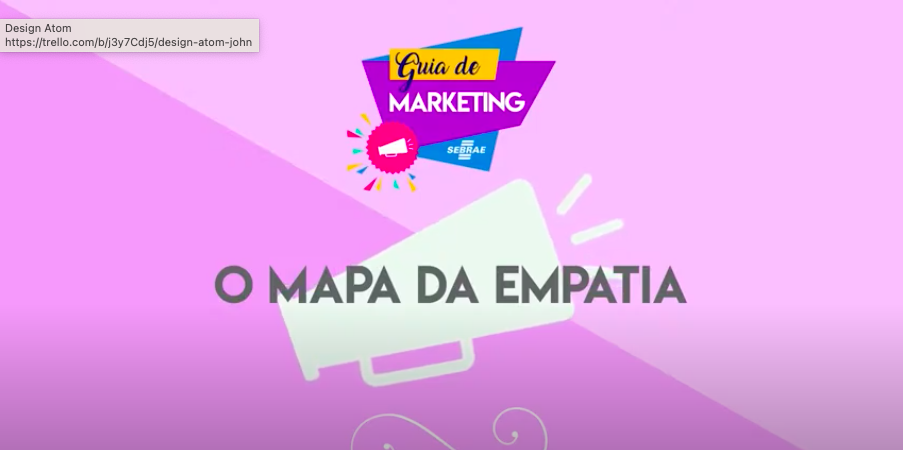 Design Atom
https://trello.com/b/j3y7Cdj5/design-atom-john
Guia de
MARKETING
SEBRAE
O MAPA DA EMPATIA